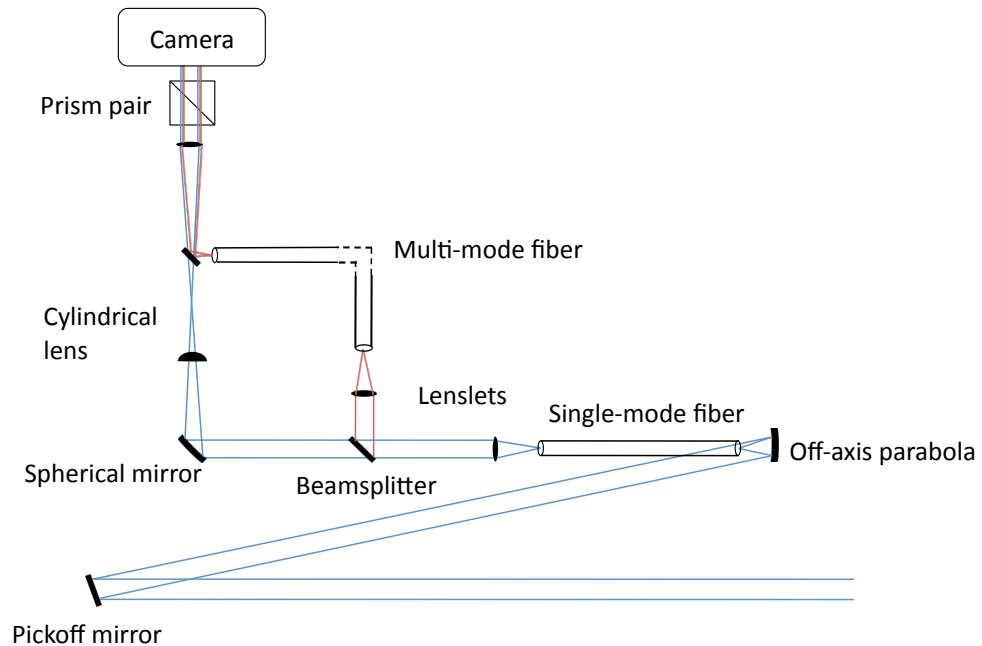 Camera
Prism pair
Multi-mode fiber
Cylindrical
lens
Lenslets
Single-mode fiber
Off-axis parabola
Spherical mirror
Beamsplitter
Pickoff mirror